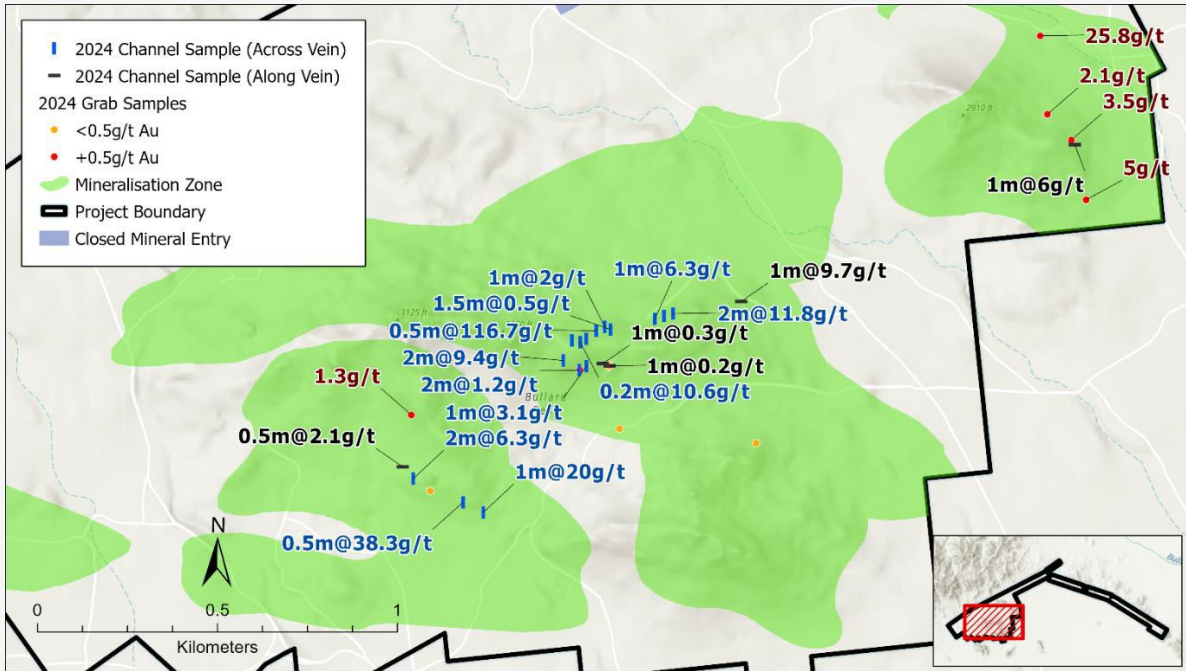 2024 Channel Sample (Across Vein)
2024 Channel Sample (Along Vein)
2024 Grab Samples
<0.5g/t Au
+0.5g/t Au
Mineralisation Zone
Project Boundary
Closed Mineral Entry
25.8g/t
2.1g/t
2910 ft
3.5g/t
1m@6g/t
5g/t
1m@6.3g/t
1m@9.7g/t
1m@2g/t
1.5m@0.5g/t
3125 ft
2m@11.8g/t
0.5m@116.7g/t
1m@0.3g/t
2m@9.4g/t
1m@0.2g/t
1.3g/t
2m@1.2g/t
0.2m@10.6g/t
Bullard
1m@3.1g/t
0.5m@2.1g/t
2m@6.3g/t
1m@20g/t
0.5m@38.3g/t
N
0 0.5 1
Kilometers